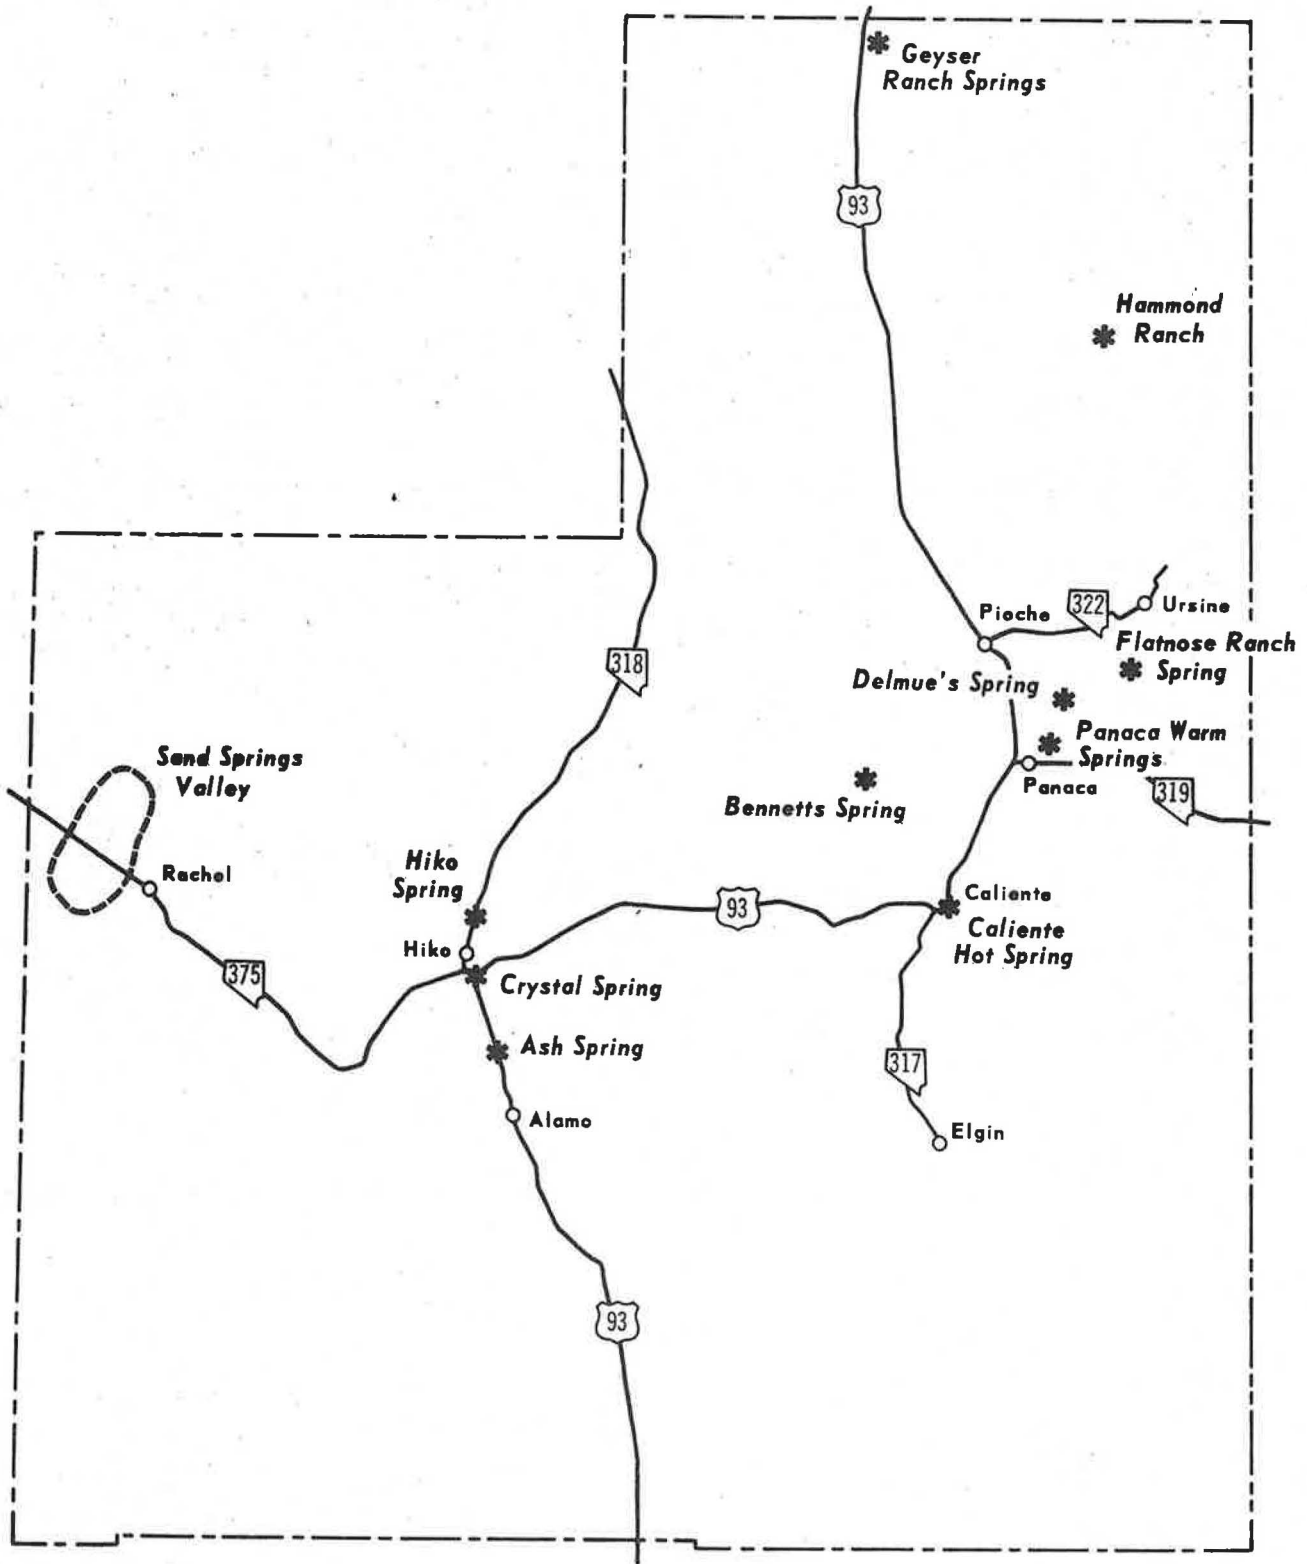 Geyser
Ranch Springs
93
Hammond
Ranch
Pioche
322
Ursine
Flatnose Ranch
Spring
318
Delmue's Spring
Panaca Warm
Springs
Panaca
319
Sand Springs
Valley
Bennetts Spring
Rachel
Hiko
Spring
93
Caliente
Caliente
Hot Spring
Hiko
375
Crystal Spring
Ash Spring
317
Alamo
Elgin
93